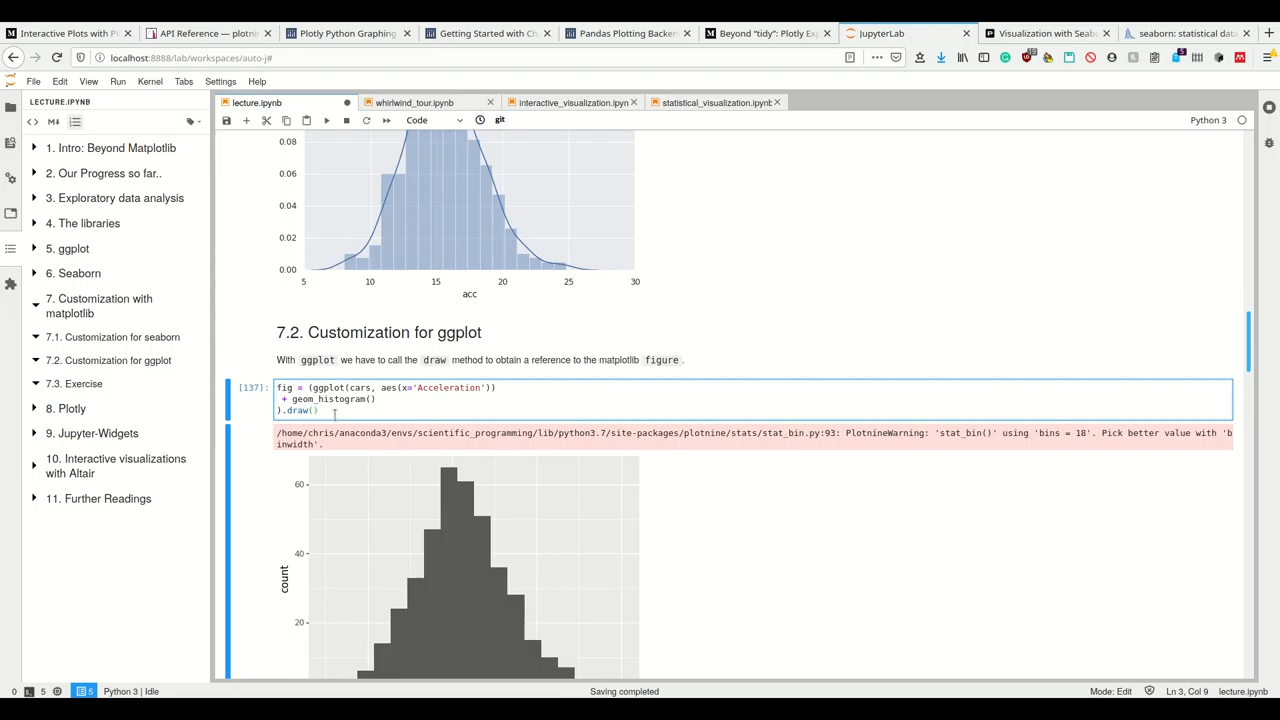 Interactive Plots with Pl
API Reference — plotnin
Plotly Python Graphing
Getting Started with Ch
Pandas Plotting Backen
Beyond “tidy”: Plotly Exp
JupyterLab
Visualization with Seab
seaborn: statistical data
localhost:8888/lab/workspaces/auto-j#
File Edit View Run Kernel Tabs Settings Help
LECTURE.IPYNB
lecture.ipynb
whirlwind_tour.ipynb
interactive_visualization.ipyn
statistical_visualization.ipynb
Code
git
Python 3
1. Intro: Beyond Matplotlib
2. Our Progress so far..
3. Exploratory data analysis
4. The libraries
5. ggplot
6. Seaborn
7. Customization with
matplotlib
7.1. Customization for seaborn
7.2. Customization for ggplot
7.3. Exercise
8. Plotly
9. Jupyter-Widgets
10. Interactive visualizations
with Altair
11. Further Readings
0.08
0.06
0.04
0.02
0.00
5 10 15 20 25 30
acc
7.2. Customization for ggplot
With ggplot we have to call the draw method to obtain a reference to the matplotlib figure.
[137]: fig = (ggplot(cars, aes(x='Acceleration'))
+ geom_histogram()
).draw()
/home/chris/anaconda3/envs/scientific_programming/lib/python3.7/site-packages/plotnine/stats/stat_bin.py:93: PlotnineWarning: 'stat_bin()' using 'bins = 18'. Pick better value with 'b
inwidth'.
60
40
20
count
0 5 Python 3 | Idle
Saving completed
Mode: Edit
Ln 3, Col 9
lecture.ipynb